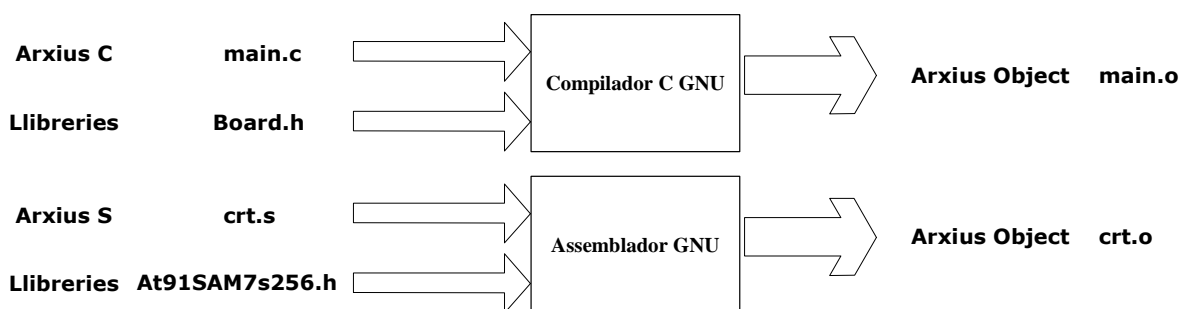 Arxius C main.c
Llibreries Board.h
Compilador C GNU
Arxius Object main.o
Arxius S crt.s
Llibreries At91SAM7s256.h
Assemblador GNU
Arxius Object crt.o